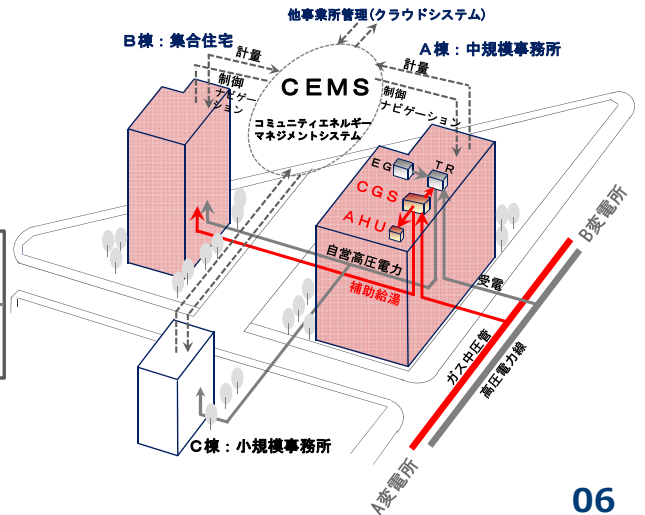 他事業所管理(クラウドシステム)
B棟：集合住宅
A棟：中規模事務所
計量
計量
CEMS
制御
ナビゲー
ション
制御
ナビゲーション
コミュニティエネルギー
マネジメントシステム
EG
TR
CGS
AHU
自営高圧電力
補助給湯
受電
B変電所
ガス中圧管
高圧電力線
C棟：小規模事務所
A変電所
06